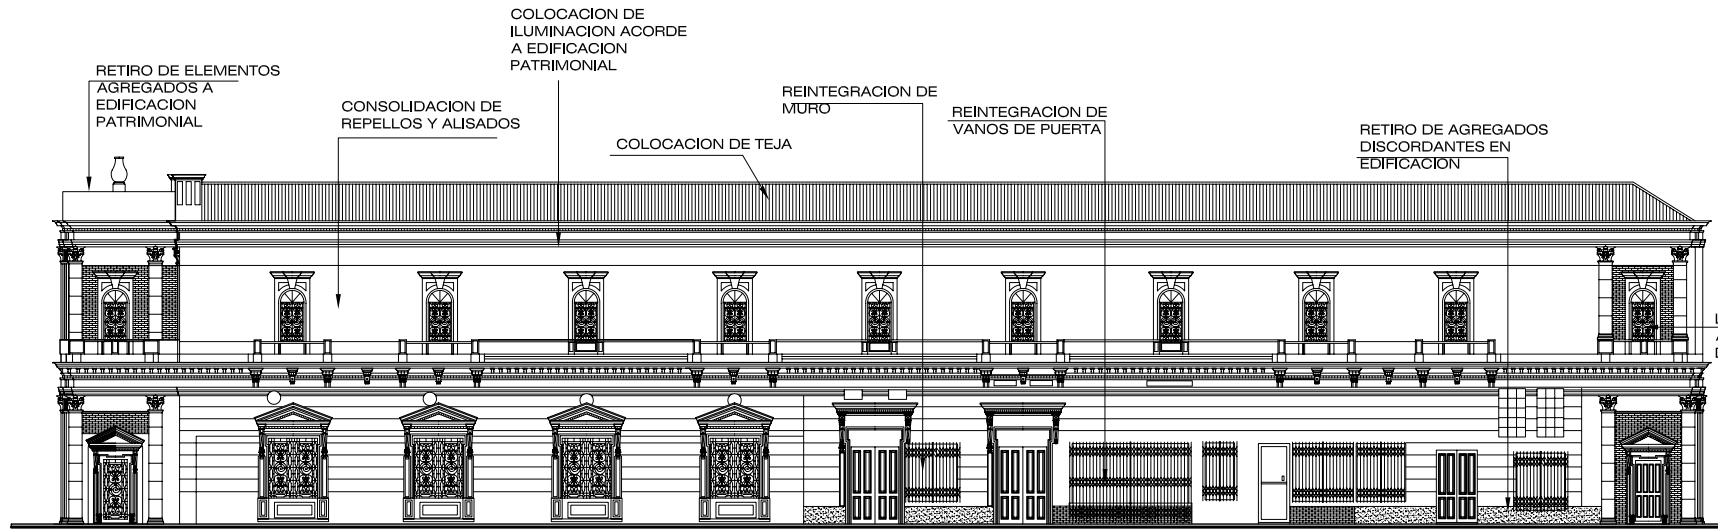 COLOCACION DE
ILUMINACION ACORDE
A EDIFICACION
PATRIMONIAL
RETIRO DE ELEMENTOS
AGREGADOS A
EDIFICACION
PATRIMONIAL
CONSOLIDACION DE
REPELLOS Y ALISADOS
COLOCACION DE TEJA
REINTEGRACION DE
MURO
REINTEGRACION DE
VANOS DE PUERTA
RETIRO DE AGREGADOS
DISCORDANTES EN
EDIFICACION